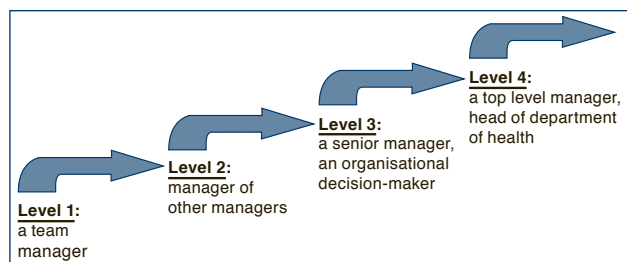 Level 1:
a team
manager
Level 2:
manager of
other managers
Level 3:
a senior manager,
an organisational
decision-maker
Level 4:
a top level manager,
head of department
of health